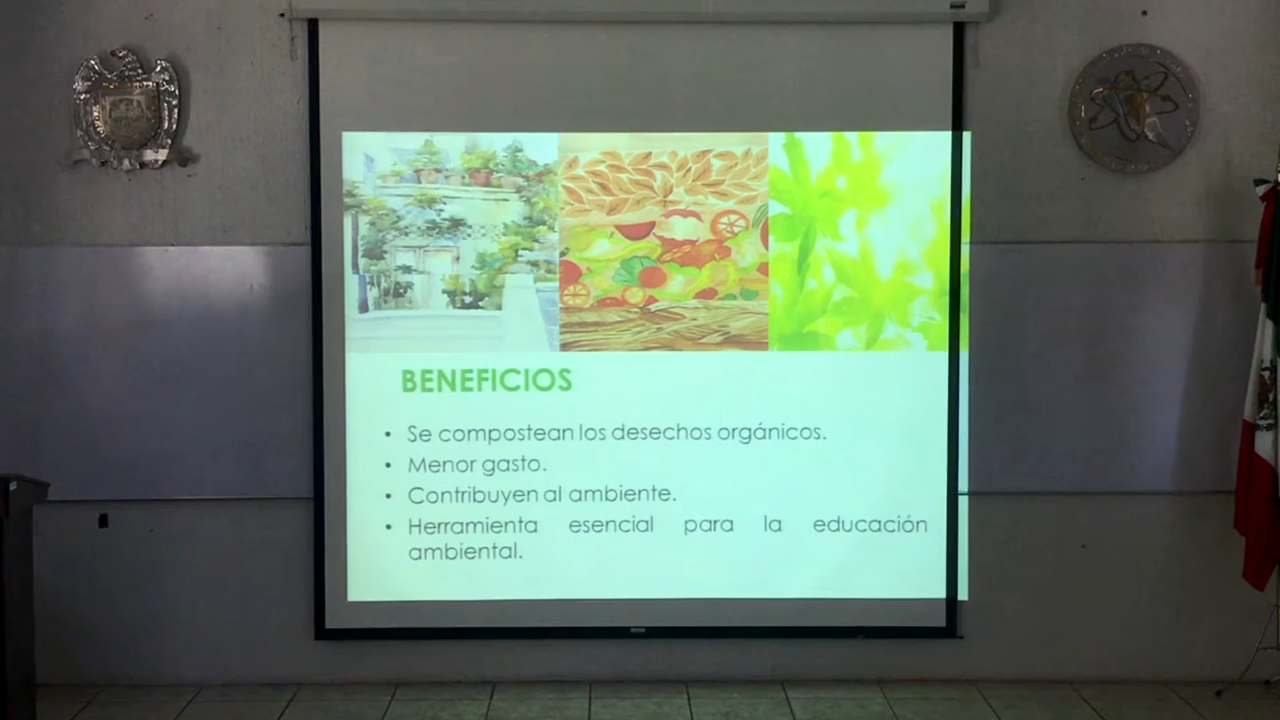 BENEFICIOS
• Se compostean los desechos orgánicos.
• Menor gasto.
• Contribuyen al ambiente.
• Herramienta esencial para la educación
ambiental.